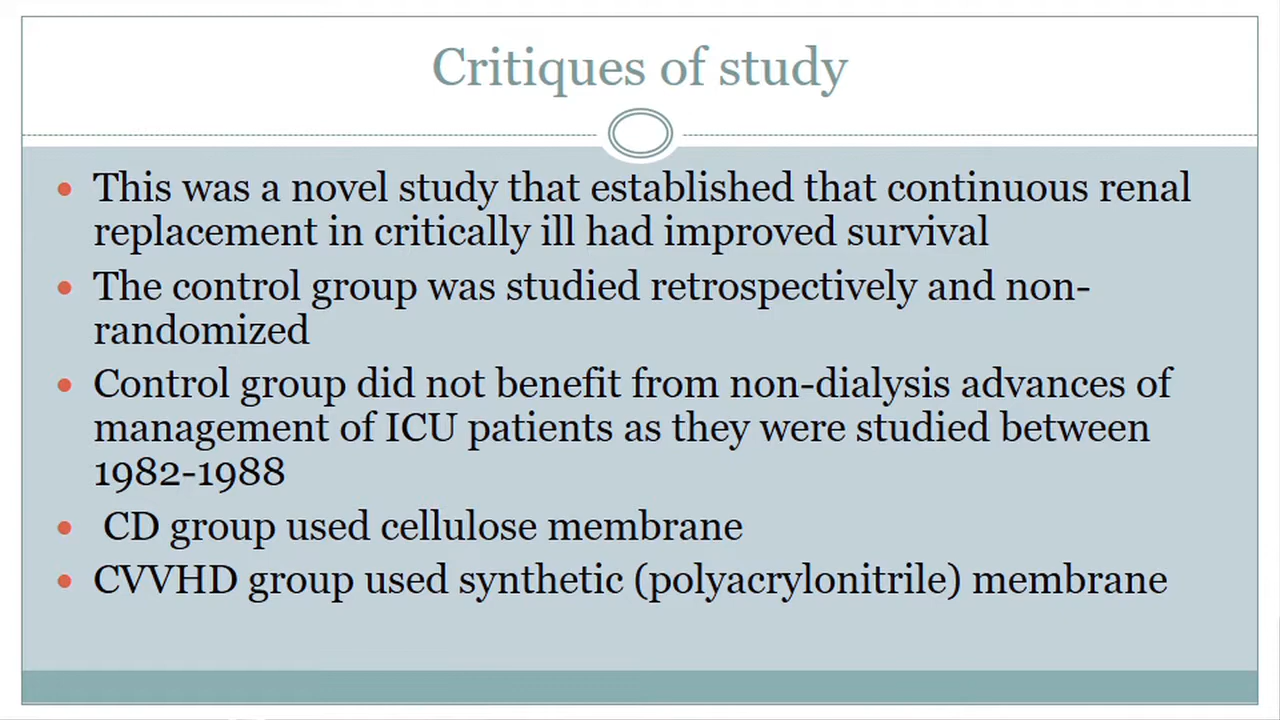 Critiques of study
• This was a novel study that established that continuous renal
replacement in critically ill had improved survival
• The control group was studied retrospectively and non-
randomized
• Control group did not benefit from non-dialysis advances of
management of ICU patients as they were studied between
1982-1988
• CD group used cellulose membrane
• CVVHD group used synthetic (polyacrylonitrile) membrane